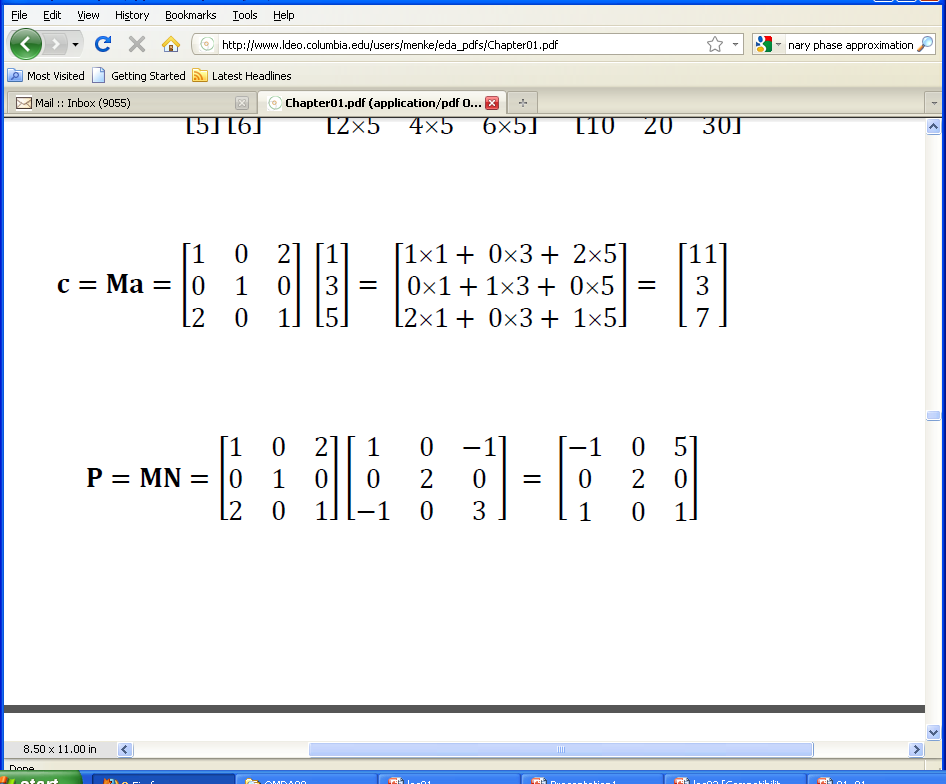 File Edit View History Bookmarks Tools Help
http://www.ldeo.columbia.edu/users/menke/eda_pdfs/Chapter01.pdf nary phase approximation
Most Visited Getting Started Latest Headlines
Mail :: Inbox (9055) Chapter01.pdf (application/pdf O...
[5] [6] [2×5 4×5 6×5] [10 20 30]
c = Ma = [1 0 2; 0 1 0; 2 0 1] [1; 3; 5] = [1×1 + 0×3 + 2×5; 0×1 + 1×3 + 0×5; 2×1 + 0×3 + 1×5] = [11; 3; 7]
P = MN = [1 0 2; 0 1 0; 2 0 1] [1 0 −1; 0 2 0; −1 0 3] = [−1 0 5; 0 2 0; 1 0 1]
8.50 x 11.00 in
Done
start